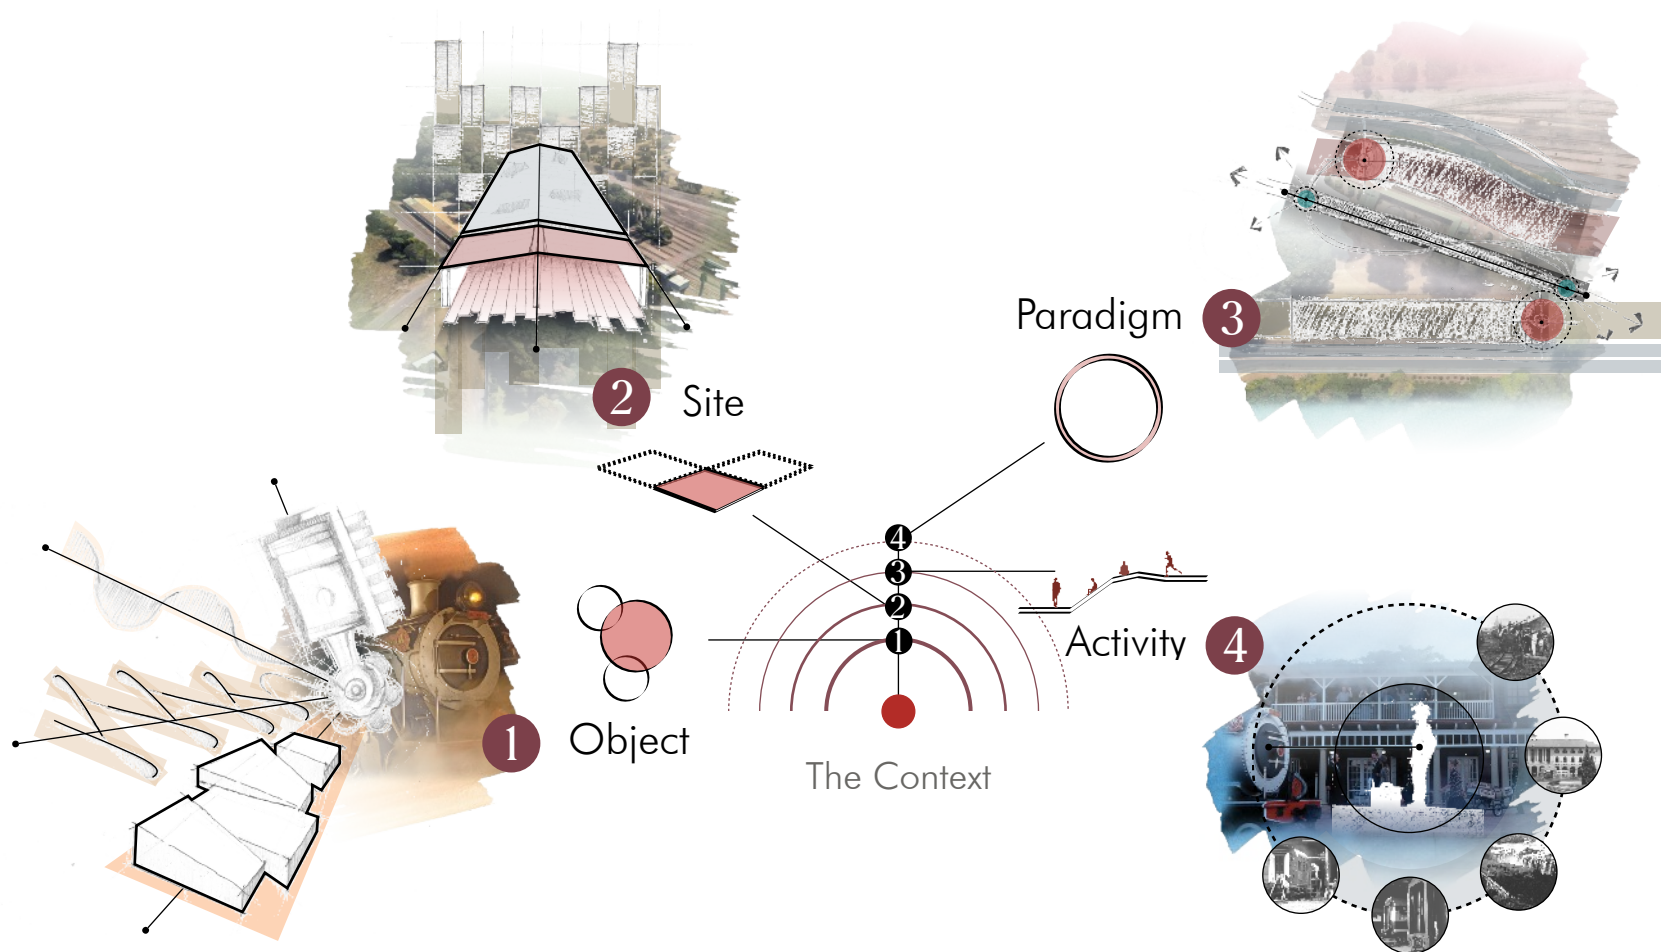 Paradigm 3
2 Site
4
3
2
1
Activity 4
1 Object
The Context